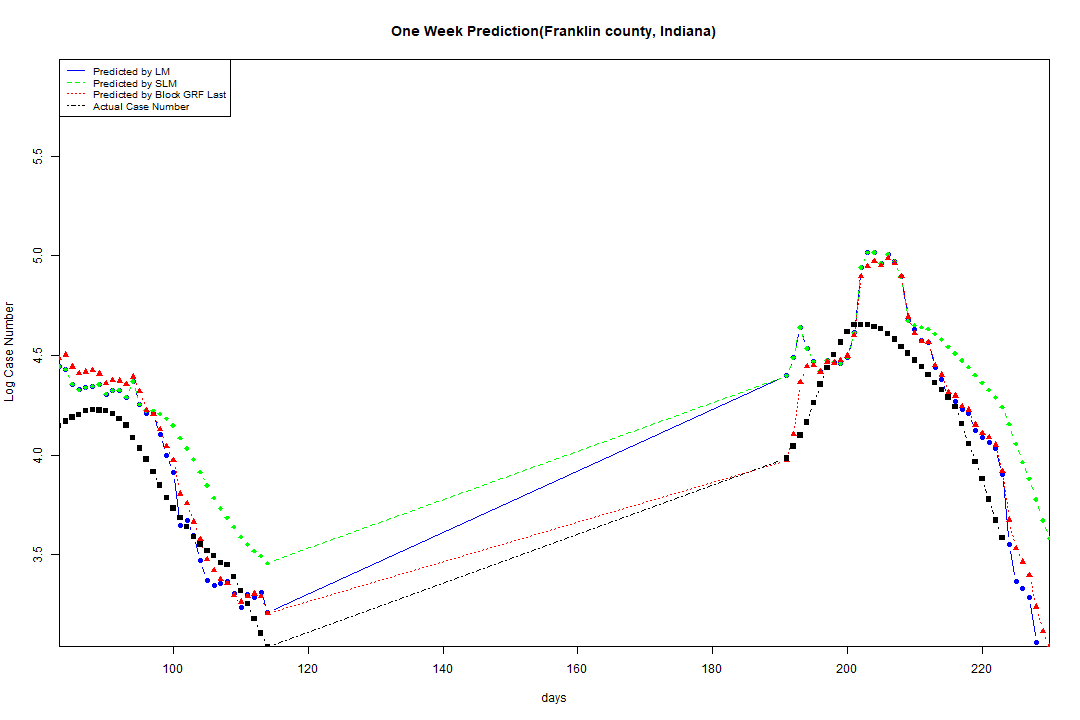 One Week Prediction(Franklin county, Indiana)
Predicted by LM
Predicted by SLM
Predicted by Block GRF Last
Actual Case Number
Log Case Number
5.5
5.0
4.5
4.0
3.5
100 120 140 160 180 200 220
days